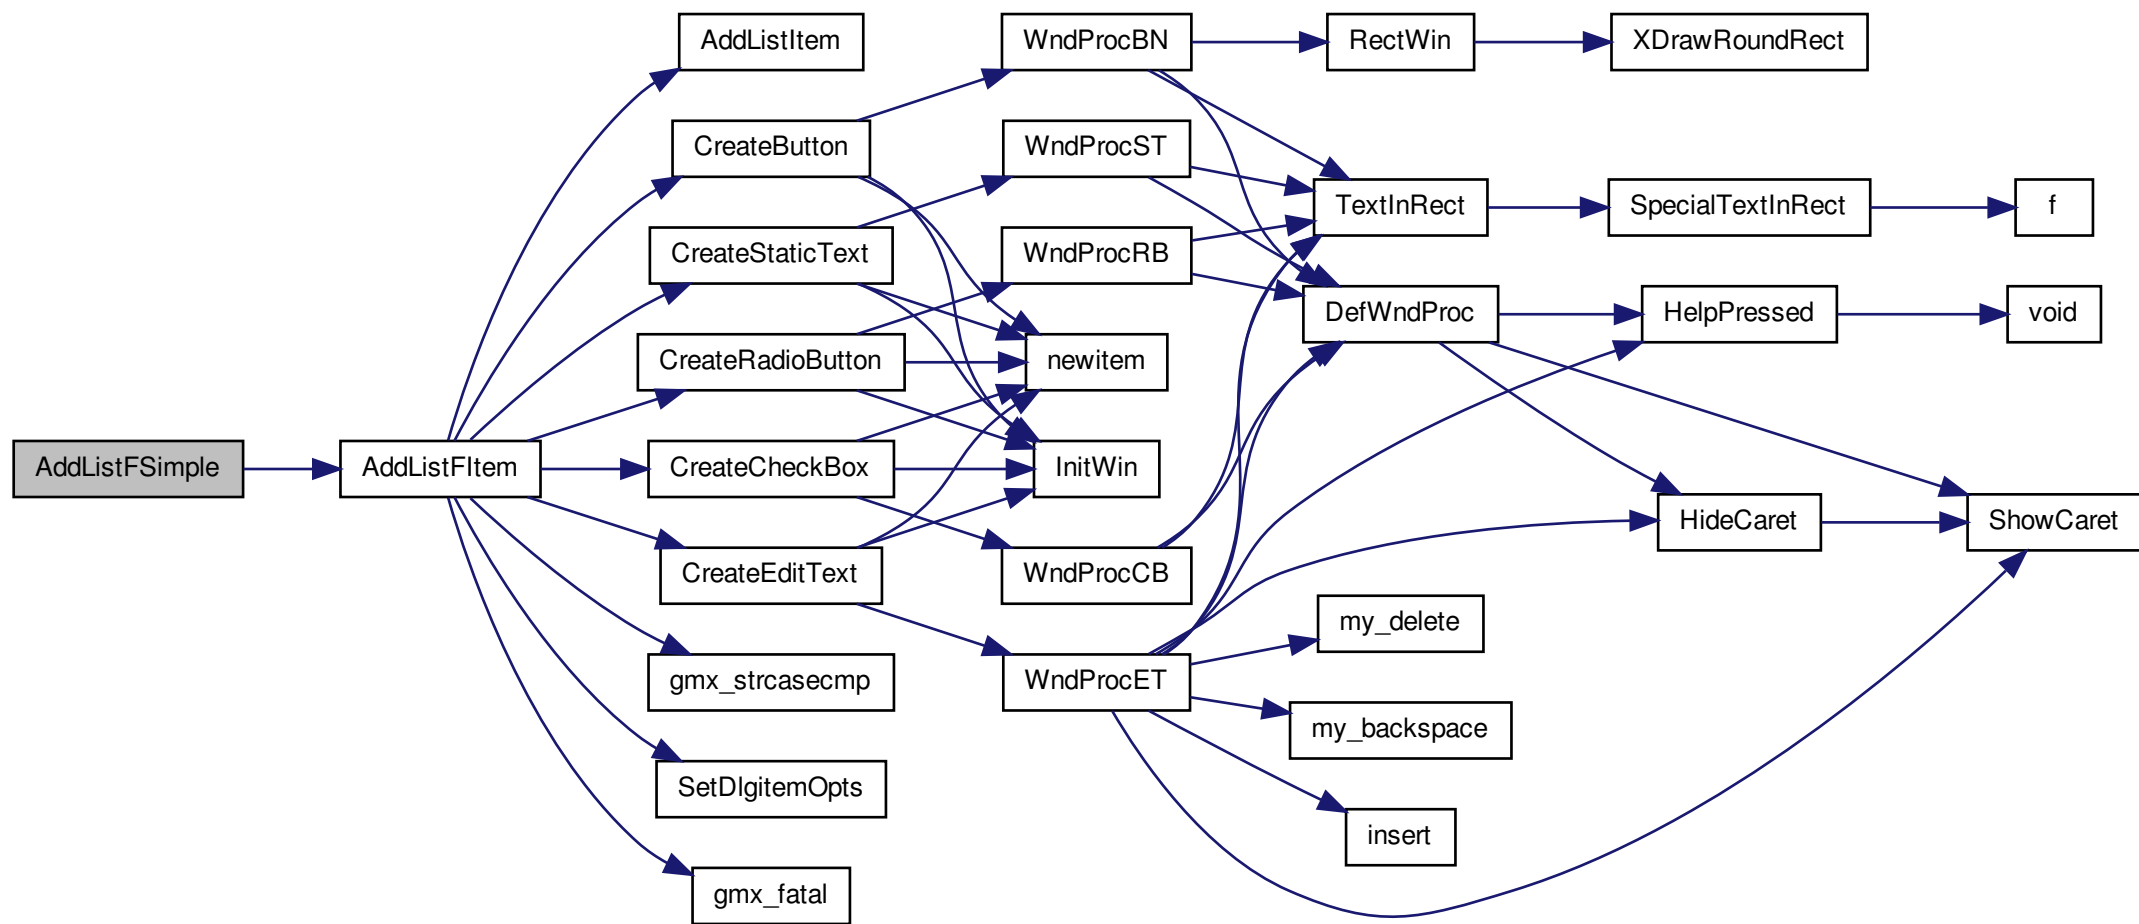 AddListFSimple
AddListFItem
AddListItem
CreateButton
CreateStaticText
CreateRadioButton
CreateCheckBox
CreateEditText
gmx_strcasecmp
SetDlgitemOpts
gmx_fatal
WndProcBN
WndProcST
WndProcRB
newitem
InitWin
WndProcCB
WndProcET
RectWin
TextInRect
DefWndProc
my_delete
my_backspace
insert
XDrawRoundRect
SpecialTextInRect
HelpPressed
HideCaret
f
void
ShowCaret